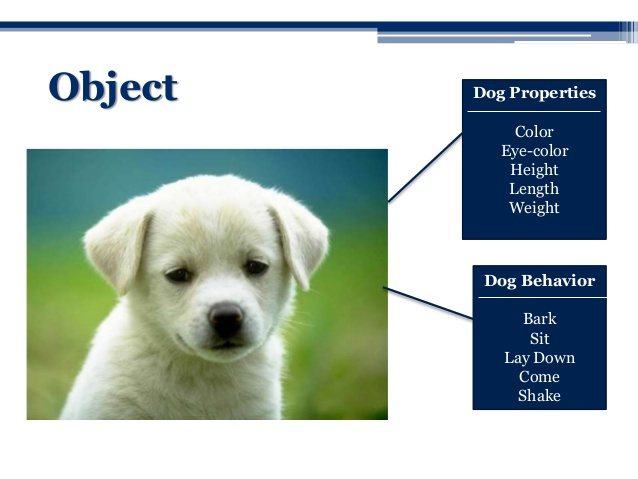 Object
Dog Properties
Color
Eye-color
Height
Length
Weight
Dog Behavior
Bark
Sit
Lay Down
Come
Shake